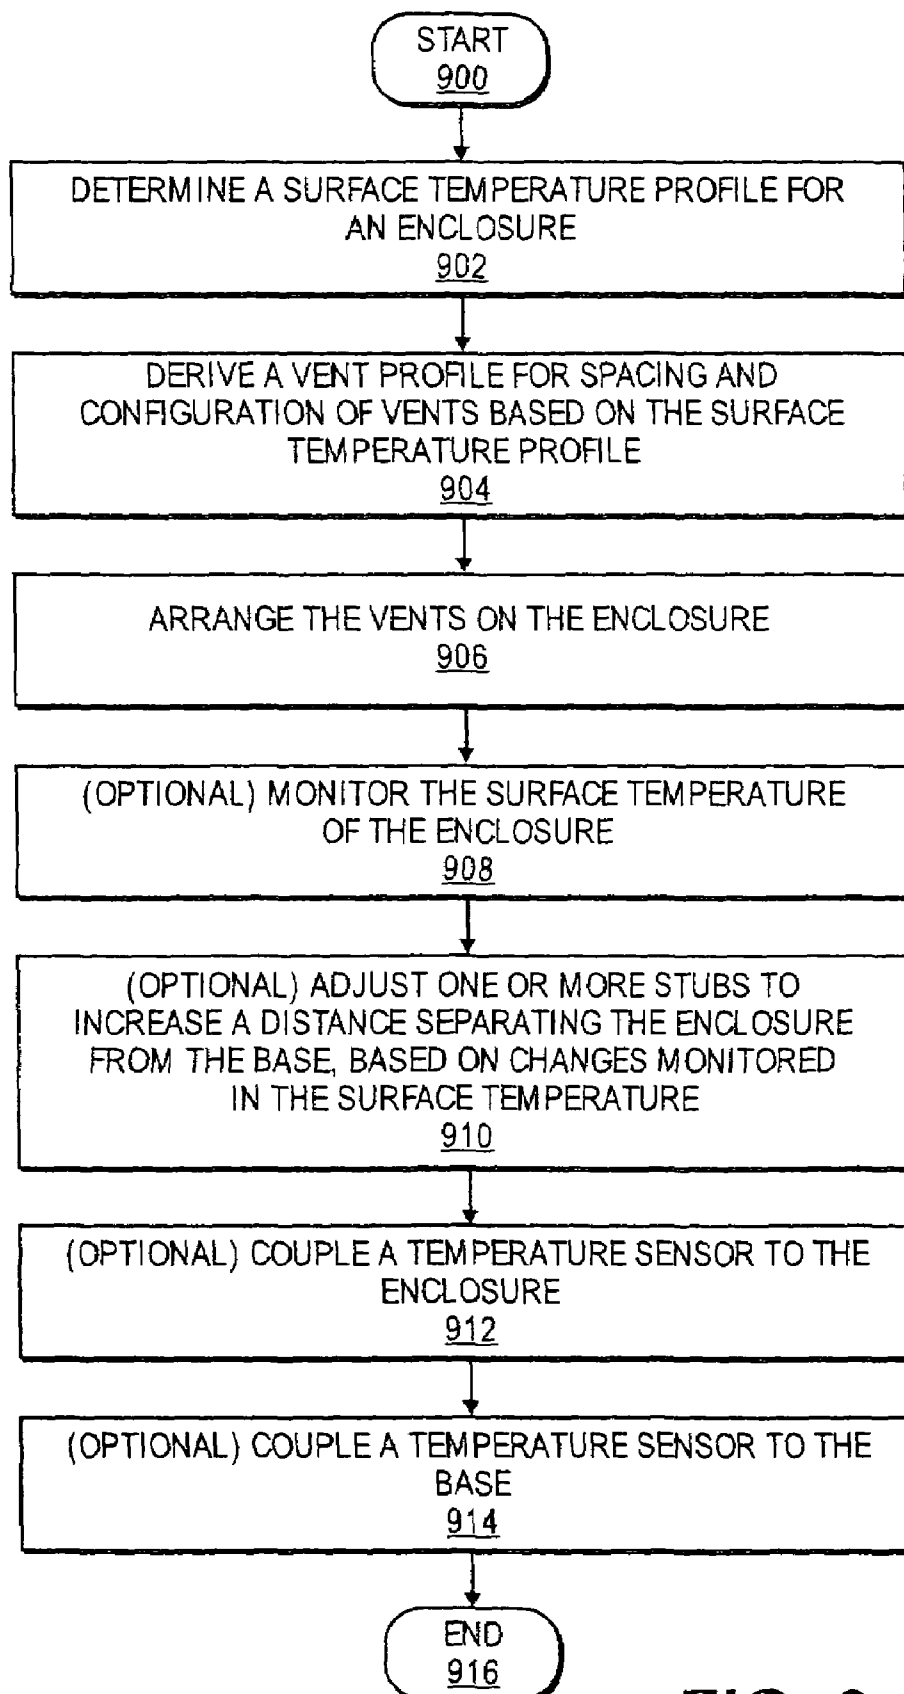 START
900
DETERMINE A SURFACE TEMPERATURE PROFILE FOR
AN ENCLOSURE
902
DERIVE A VENT PROFILE FOR SPACING AND
CONFIGURATION OF VENTS BASED ON THE SURFACE
TEMPERATURE PROFILE
904
ARRANGE THE VENTS ON THE ENCLOSURE
906
(OPTIONAL) MONITOR THE SURFACE TEMPERATURE
OF THE ENCLOSURE
908
(OPTIONAL) ADJUST ONE OR MORE STUBS TO
INCREASE A DISTANCE SEPARATING THE ENCLOSURE
FROM THE BASE, BASED ON CHANGES MONITORED
IN THE SURFACE TEMPERATURE
910
(OPTIONAL) COUPLE A TEMPERATURE SENSOR TO THE
ENCLOSURE
912
(OPTIONAL) COUPLE A TEMPERATURE SENSOR TO THE
BASE
914
END
916